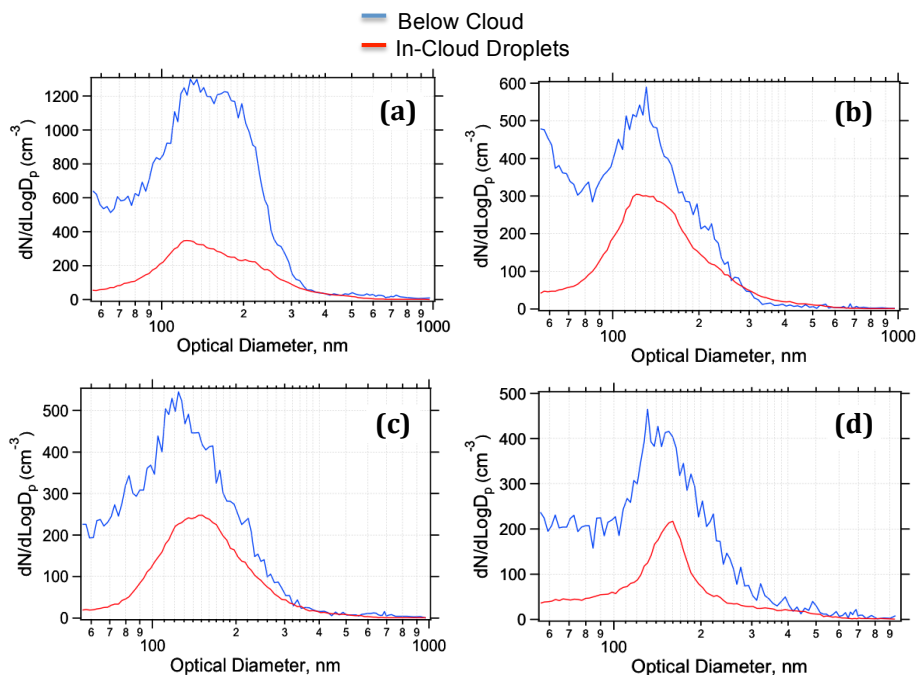 Below Cloud
In-Cloud Droplets
(a)
dN/dLogDp (cm-3)
1200
1000
800
600
400
200
0
6 7 8 9 100 2 3 4 5 6 7 8 9 1000
Optical Diameter, nm
(b)
dN/dLogDp (cm-3)
600
500
400
300
200
100
0
6 7 8 9 100 2 3 4 5 6 7 8 9 1000
Optical Diameter, nm
(c)
dN/dLogDp (cm-3)
500
400
300
200
100
0
6 7 8 9 100 2 3 4 5 6 7 8 9 1000
Optical Diameter, nm
(d)
dN/dLogDp (cm-3)
500
400
300
200
100
0
6 7 8 9 100 2 3 4 5 6 7 8 9
Optical Diameter, nm